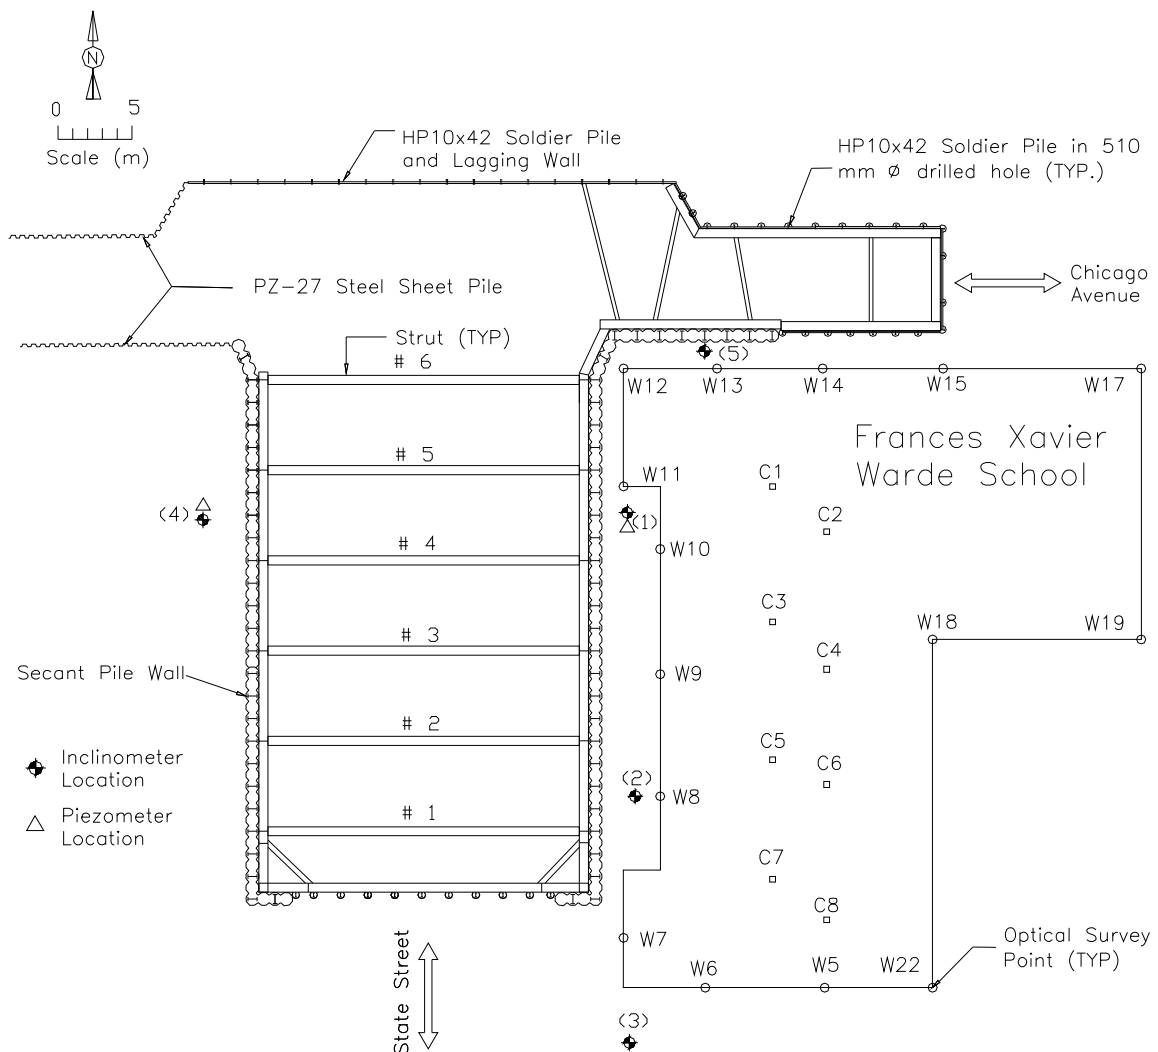 N
0 5
Scale (m)
HP10x42 Soldier Pile
and Lagging Wall
HP10x42 Soldier Pile in 510
mm Ø drilled hole (TYP.)
PZ-27 Steel Sheet Pile
Chicago
Avenue
Strut (TYP)
# 6
(5)
W12
W13
W14
W15
W17
Frances Xavier
Warde School
# 5
W11
C1
(4)
(1)
C2
# 4
W10
C3
# 3
W18
W19
C4
Secant Pile Wall
W9
# 2
C5
C6
Inclinometer
Location
(2)
W8
# 1
Piezometer
Location
C7
C8
W7
Optical Survey
Point (TYP)
W6
W5
W22
State Street
(3)